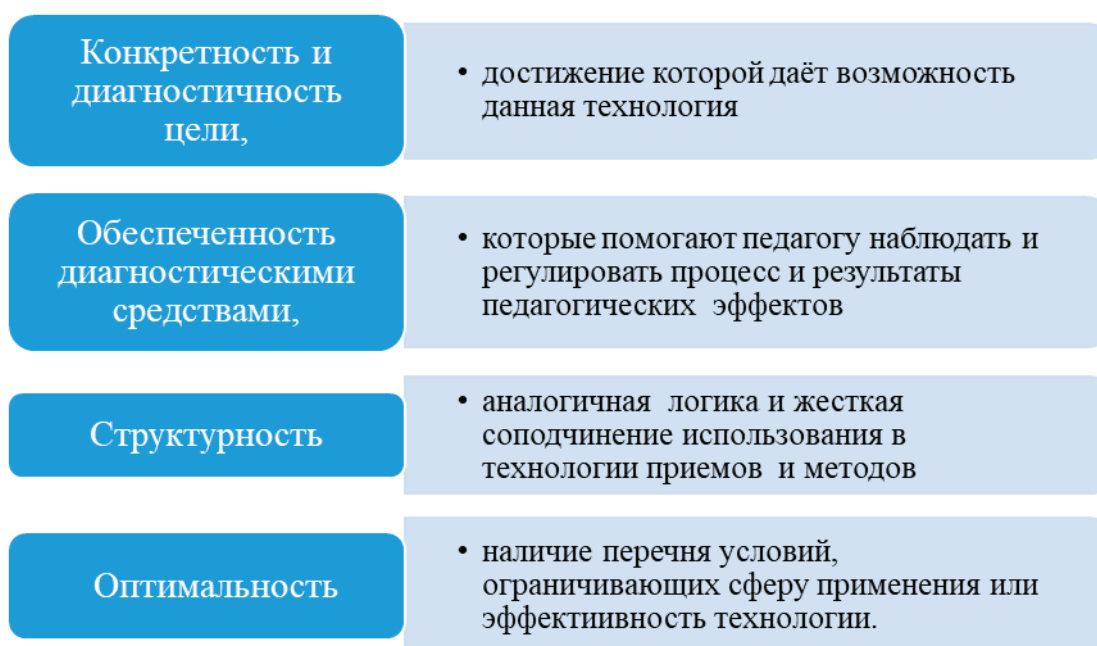 Конкретность и
диагностичность
цели,
• достижение которой даёт возможность
данная технология
Обеспеченность
диагностическими
средствами,
• которые помогают педагогу наблюдать и
регулировать процесс и результаты
педагогических эффектов
Структурность
• аналогичная логика и жесткая
соподчинение использования в
технологии приемов и методов
Оптимальность
• наличие перечня условий,
ограничивающих сферу применения или
эффектиивность технологии.